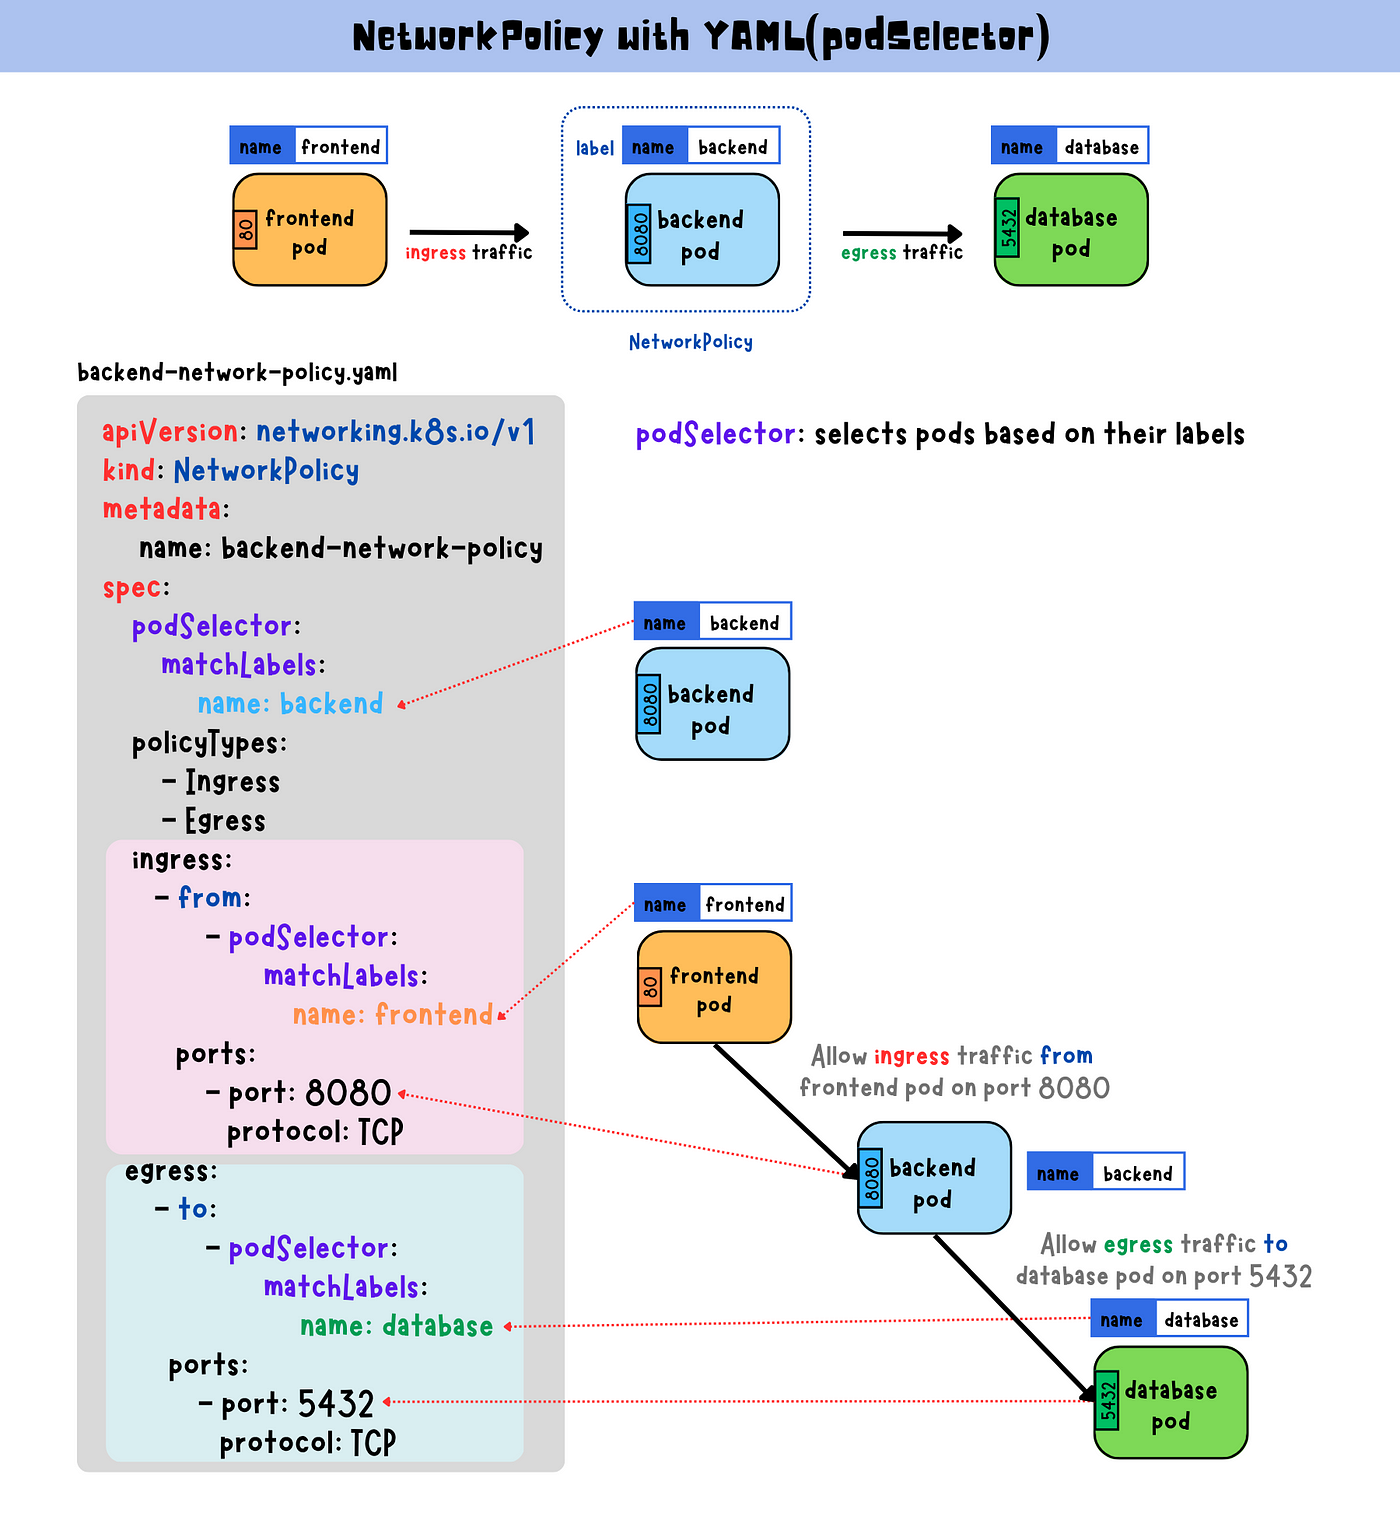 NetworkPolicy with YAML(podSelector)
name frontend
label name backend
name database
80 frontend pod
ingress traffic
8080 backend pod
egress traffic
5432 database pod
NetworkPolicy
backend-network-policy.yaml
apiVersion: networking.k8s.io/v1
kind: NetworkPolicy
metadata:
name: backend-network-policy
spec:
podSelector:
matchLabels:
name: backend
policyTypes:
- Ingress
- Egress
ingress:
- from:
- podSelector:
matchLabels:
name: frontend
ports:
- port: 8080
protocol: TCP
egress:
- to:
- podSelector:
matchLabels:
name: database
ports:
- port: 5432
protocol: TCP
podSelector: selects pods based on their labels
name backend
8080 backend
pod
name frontend
80 frontend
pod
Allow ingress traffic from
frontend pod on port 8080
8080 backend
pod
name backend
Allow egress traffic to
database pod on port 5432
name database
5432 database
pod